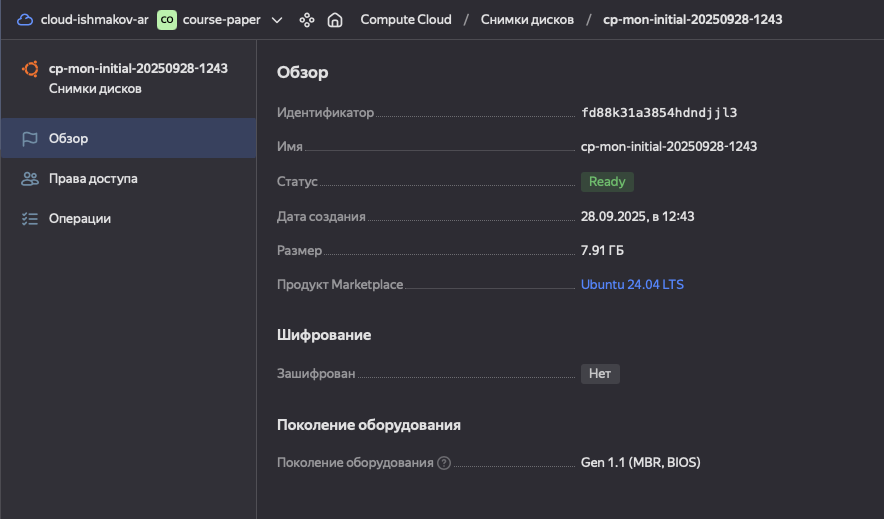 cloud-ishmakov-ar co course-paper Compute Cloud / Снимки дисков / cp-mon-initial-20250928-1243
cp-mon-initial-20250928-1243
Снимки дисков
Обзор
Права доступа
Операции
Обзор
Идентификатор fd88k31a3854hdndjjl3
Имя cp-mon-initial-20250928-1243
Статус Ready
Дата создания 28.09.2025, в 12:43
Размер 7.91 ГБ
Продукт Marketplace Ubuntu 24.04 LTS
Шифрование
Зашифрован Нет
Поколение оборудования
Поколение оборудования ? Gen 1.1 (MBR, BIOS)